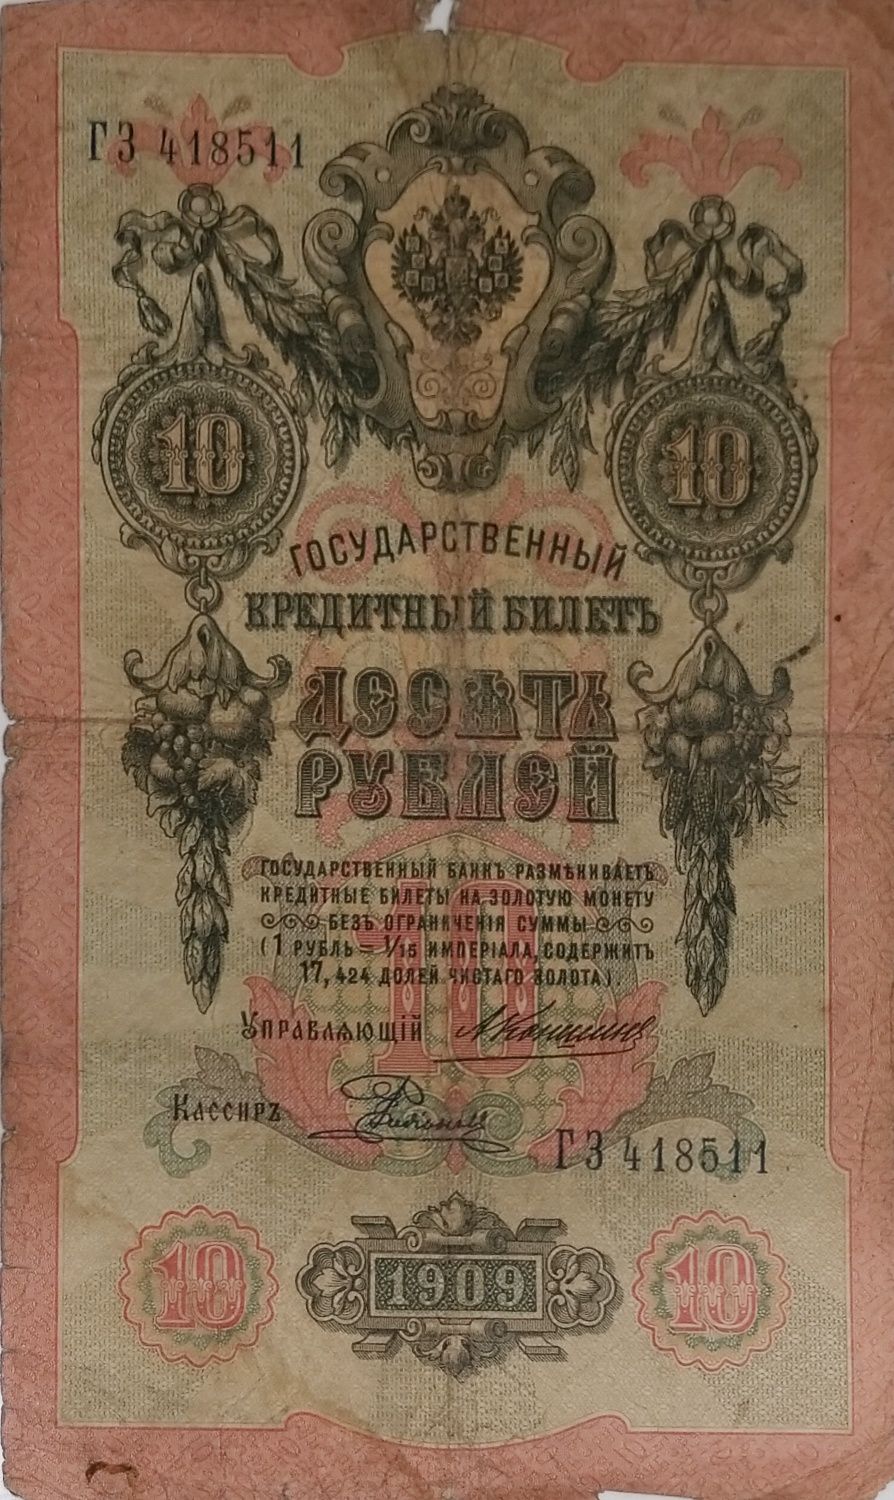 ГЗ 418511
10 10
ГОСУДАРСТВЕННЫЙ
КРЕДИТНЫЙ БИЛЕТЪ
ДЕСЯТЬ
РУБЛЕЙ
ГОСУДАРСТВЕННЫЙ БАНКЪ РАЗМѢНИВАЕТЪ
КРЕДИТНЫЕ БИЛЕТЫ НА ЗОЛОТУЮ МОНЕТУ
БЕЗЪ ОГРАНИЧЕНІЯ СУММЫ
(1 РУБЛЬ = 1/15 ИМПЕРІАЛА, СОДЕРЖИТЪ
17,424 ДОЛЕЙ ЧИСТАГО ЗОЛОТА).
10
УПРАВЛЯЮЩІЙ АКоншинъ
КАССИРЪ
ГЗ 418511
10 1909 10